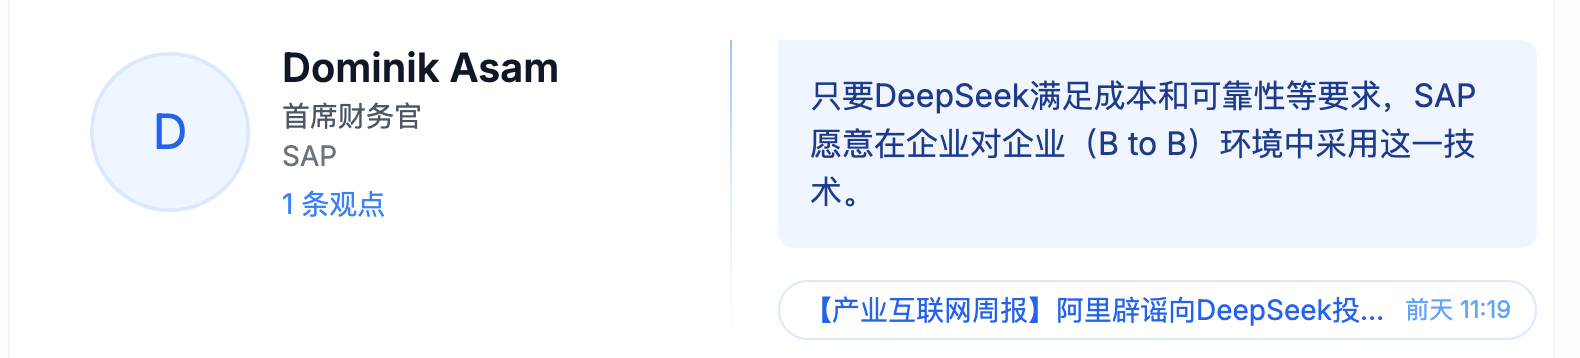 D
Dominik Asam
首席财务官
SAP
1 条观点
只要DeepSeek满足成本和可靠性等要求，SAP
愿意在企业对企业（B to B）环境中采用这一技
术。
【产业互联网周报】阿里辟谣向DeepSeek投... 前天 11:19